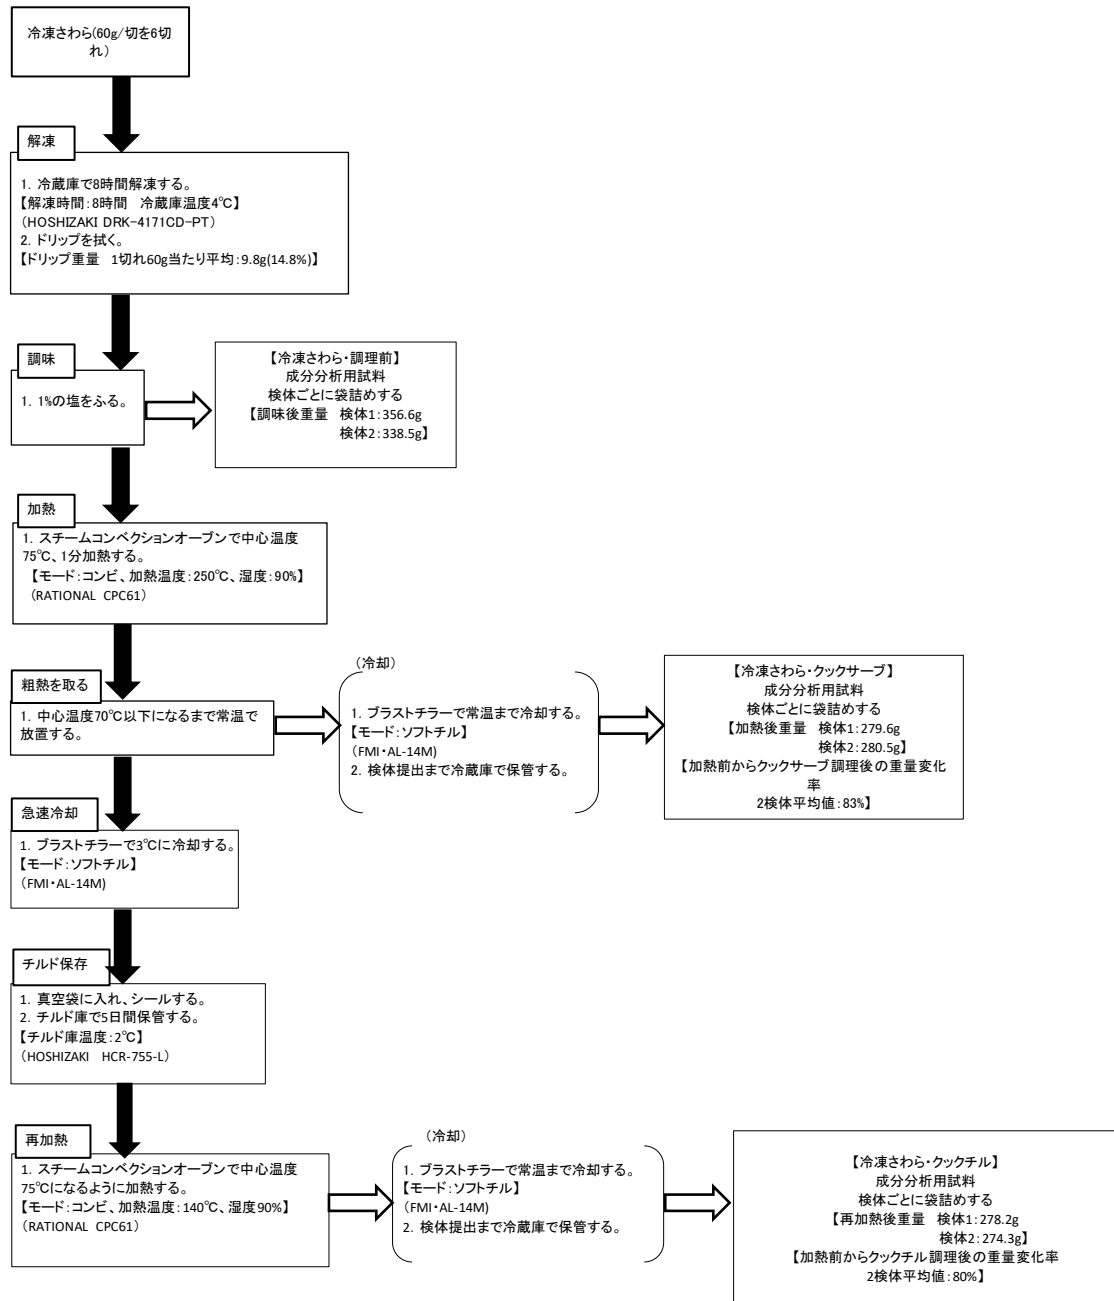 冷凍さわら(60g/切を6切
れ)
解凍
1. 冷蔵庫で8時間解凍する。
【解凍時間:8時間　冷蔵庫温度4℃】
(HOSHIZAKI DRK-4171CD-PT)
2. ドリップを拭く。
【ドリップ重量　1切れ60g当たり平均:9.8g(14.8%)】
調味
1. 1%の塩をふる。
【冷凍さわら・調理前】
成分分析用試料
検体ごとに袋詰めする
【調味後重量　検体1:356.6g
検体2:338.5g】
加熱
1. スチームコンベクションオーブンで中心温度
75℃、1分加熱する。
【モード:コンビ、加熱温度:250℃、湿度:90%】
(RATIONAL CPC61)
粗熱を取る
1. 中心温度70℃以下になるまで常温で
放置する。
(冷却)
1. ブラストチラーで常温まで冷却する。
【モード:ソフトチル】
(FMI・AL-14M)
2. 検体提出まで冷蔵庫で保管する。
【冷凍さわら・クックサーブ】
成分分析用試料
検体ごとに袋詰めする
【加熱後重量　検体1:279.6g
検体2:280.5g】
【加熱前からクックサーブ調理後の重量変化
率
2検体平均値:83%】
急速冷却
1. ブラストチラーで3℃に冷却する。
【モード:ソフトチル】
(FMI・AL-14M)
チルド保存
1. 真空袋に入れ、シールする。
2. チルド庫で5日間保管する。
【チルド庫温度:2℃】
(HOSHIZAKI　HCR-755-L)
再加熱
1. スチームコンベクションオーブンで中心温度
75℃になるように加熱する。
【モード:コンビ、加熱温度:140℃、湿度90%】
(RATIONAL CPC61)
(冷却)
1. ブラストチラーで常温まで冷却する。
【モード:ソフトチル】
(FMI・AL-14M)
2. 検体提出まで冷蔵庫で保管する。
【冷凍さわら・クックチル】
成分分析用試料
検体ごとに袋詰めする
【再加熱後重量　検体1:278.2g
検体2:274.3g】
【加熱前からクックチル調理後の重量変化率
2検体平均値:80%】